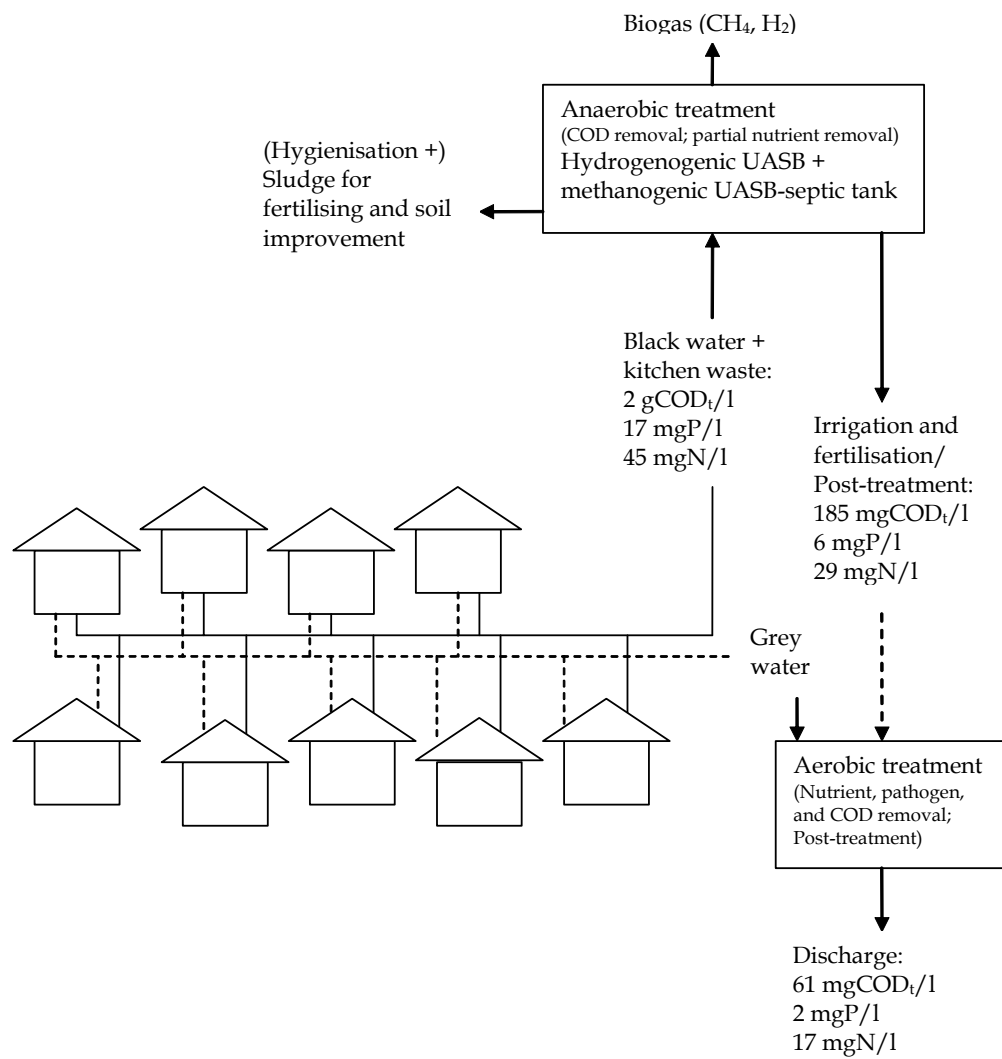 Biogas (CH₄, H₂)
Anaerobic treatment
(COD removal; partial nutrient removal)
Hydrogenogenic UASB +
methanogenic UASB-septic tank
(Hygienisation +)
Sludge for
fertilising and soil
improvement
Black water +
kitchen waste:
2 gCODₜ/l
17 mgP/l
45 mgN/l
Irrigation and
fertilisation/
Post-treatment:
185 mgCODₜ/l
6 mgP/l
29 mgN/l
Grey
water
Aerobic treatment
(Nutrient, pathogen,
and COD removal;
Post-treatment)
Discharge:
61 mgCODₜ/l
2 mgP/l
17 mgN/l